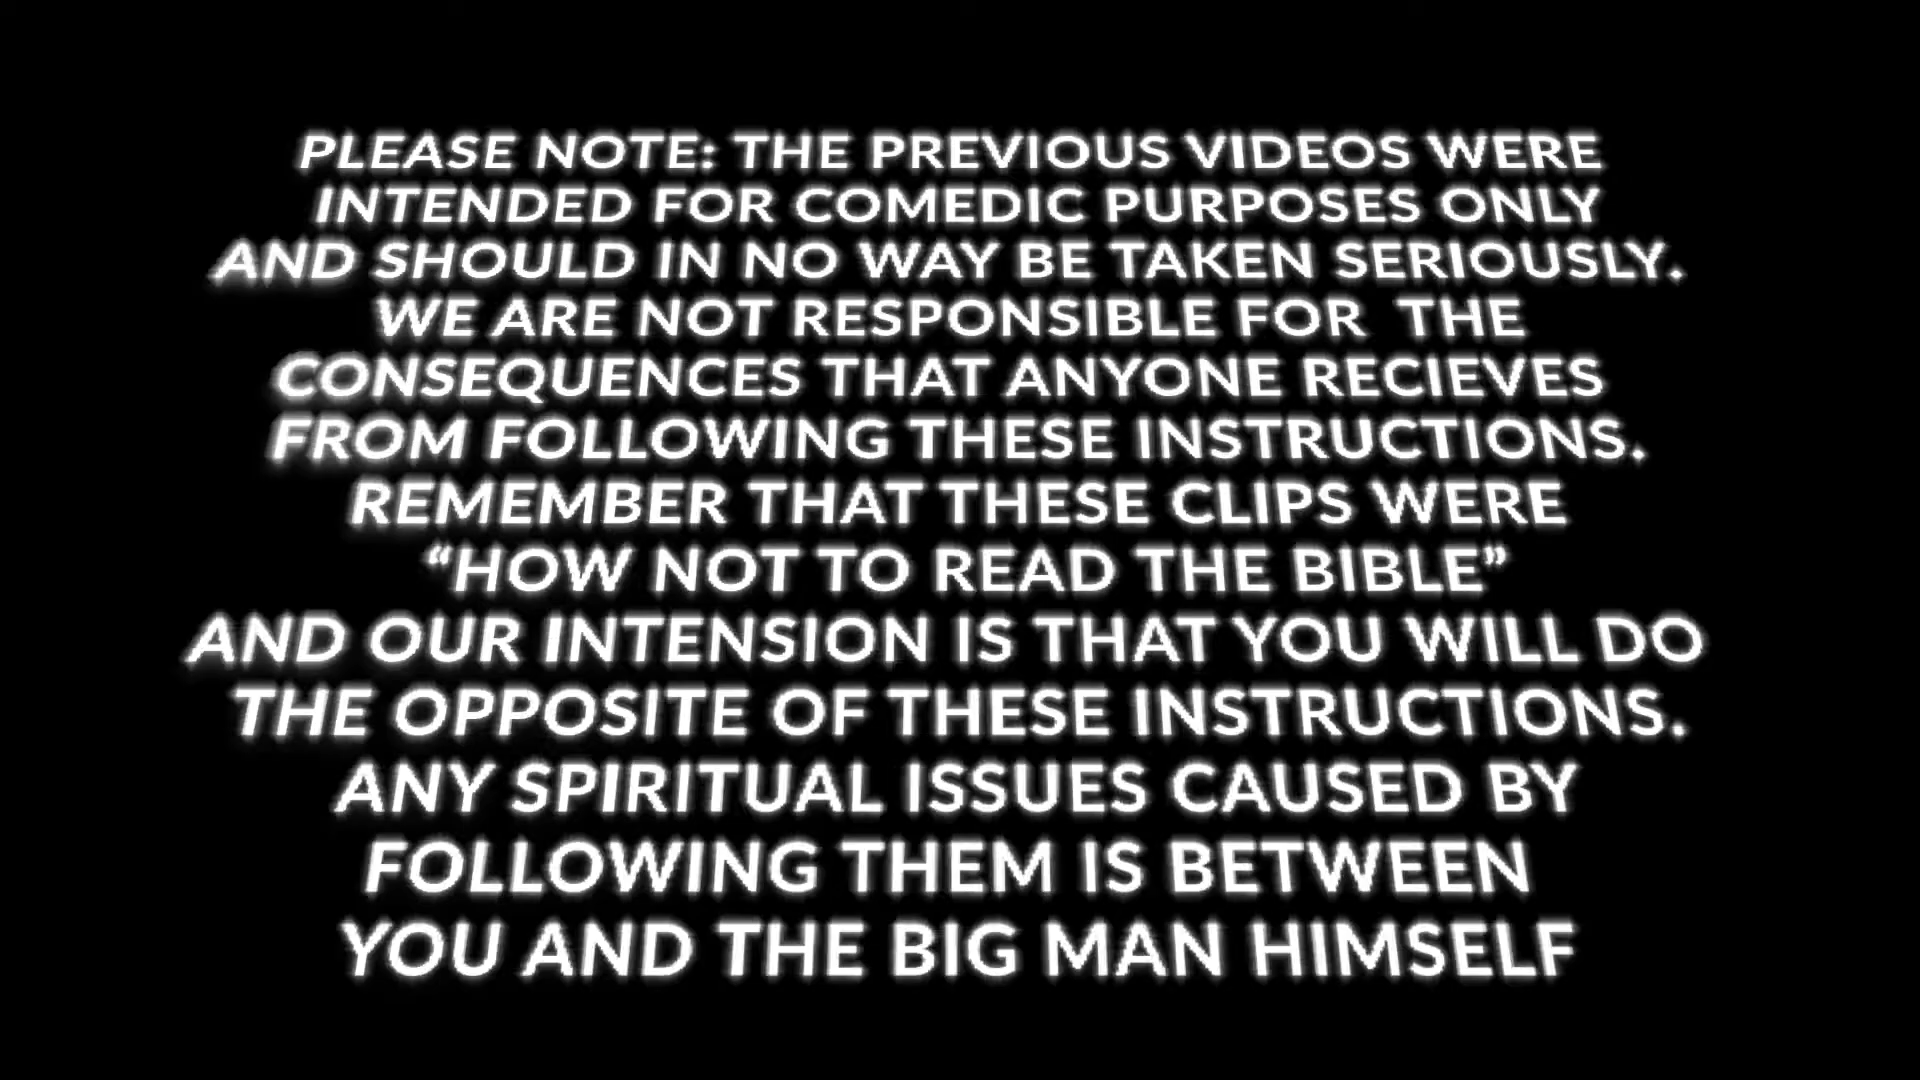 PLEASE NOTE: THE PREVIOUS VIDEOS WERE
INTENDED FOR COMEDIC PURPOSES ONLY
AND SHOULD IN NO WAY BE TAKEN SERIOUSLY.
WE ARE NOT RESPONSIBLE FOR THE
CONSEQUENCES THAT ANYONE RECIEVES
FROM FOLLOWING THESE INSTRUCTIONS.
REMEMBER THAT THESE CLIPS WERE
“HOW NOT TO READ THE BIBLE”
AND OUR INTENSION IS THAT YOU WILL DO
THE OPPOSITE OF THESE INSTRUCTIONS.
ANY SPIRITUAL ISSUES CAUSED BY
FOLLOWING THEM IS BETWEEN
YOU AND THE BIG MAN HIMSELF